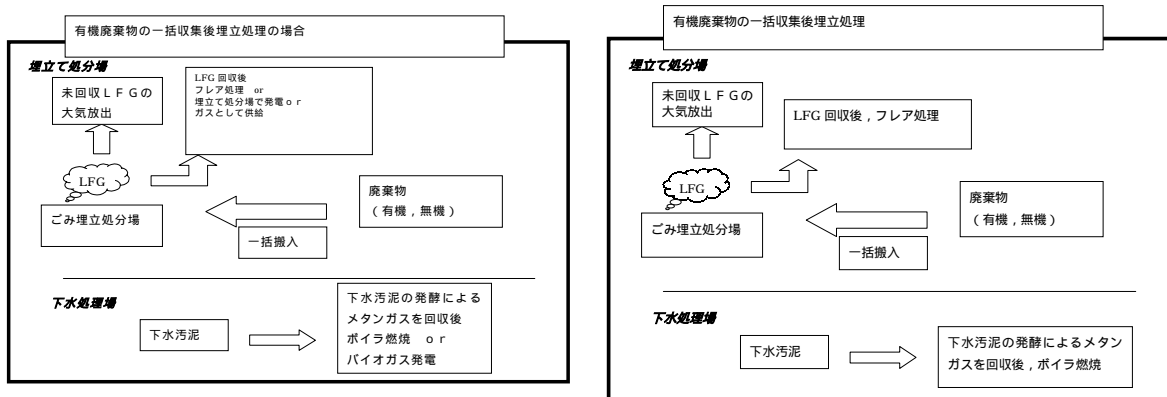 有機廃棄物の一括収集後埋立処理の場合
埋立て処分場
未回収ＬＦＧの
大気放出
LFG 回収後
フレア処理　or
埋立て処分場で発電ｏｒ
ガスとして供給
LFG
ごみ埋立処分場
廃棄物
（有機，無機）
一括搬入
下水処理場
下水汚泥
下水汚泥の発酵による
メタンガスを回収後
ボイラ燃焼　ｏｒ
バイオガス発電
有機廃棄物の一括収集後埋立処理
埋立て処分場
未回収ＬＦＧの
大気放出
LFG 回収後，フレア処理
LFG
ごみ埋立処分場
廃棄物
（有機，無機）
一括搬入
下水処理場
下水汚泥
下水汚泥の発酵によるメタン
ガスを回収後，ボイラ燃焼